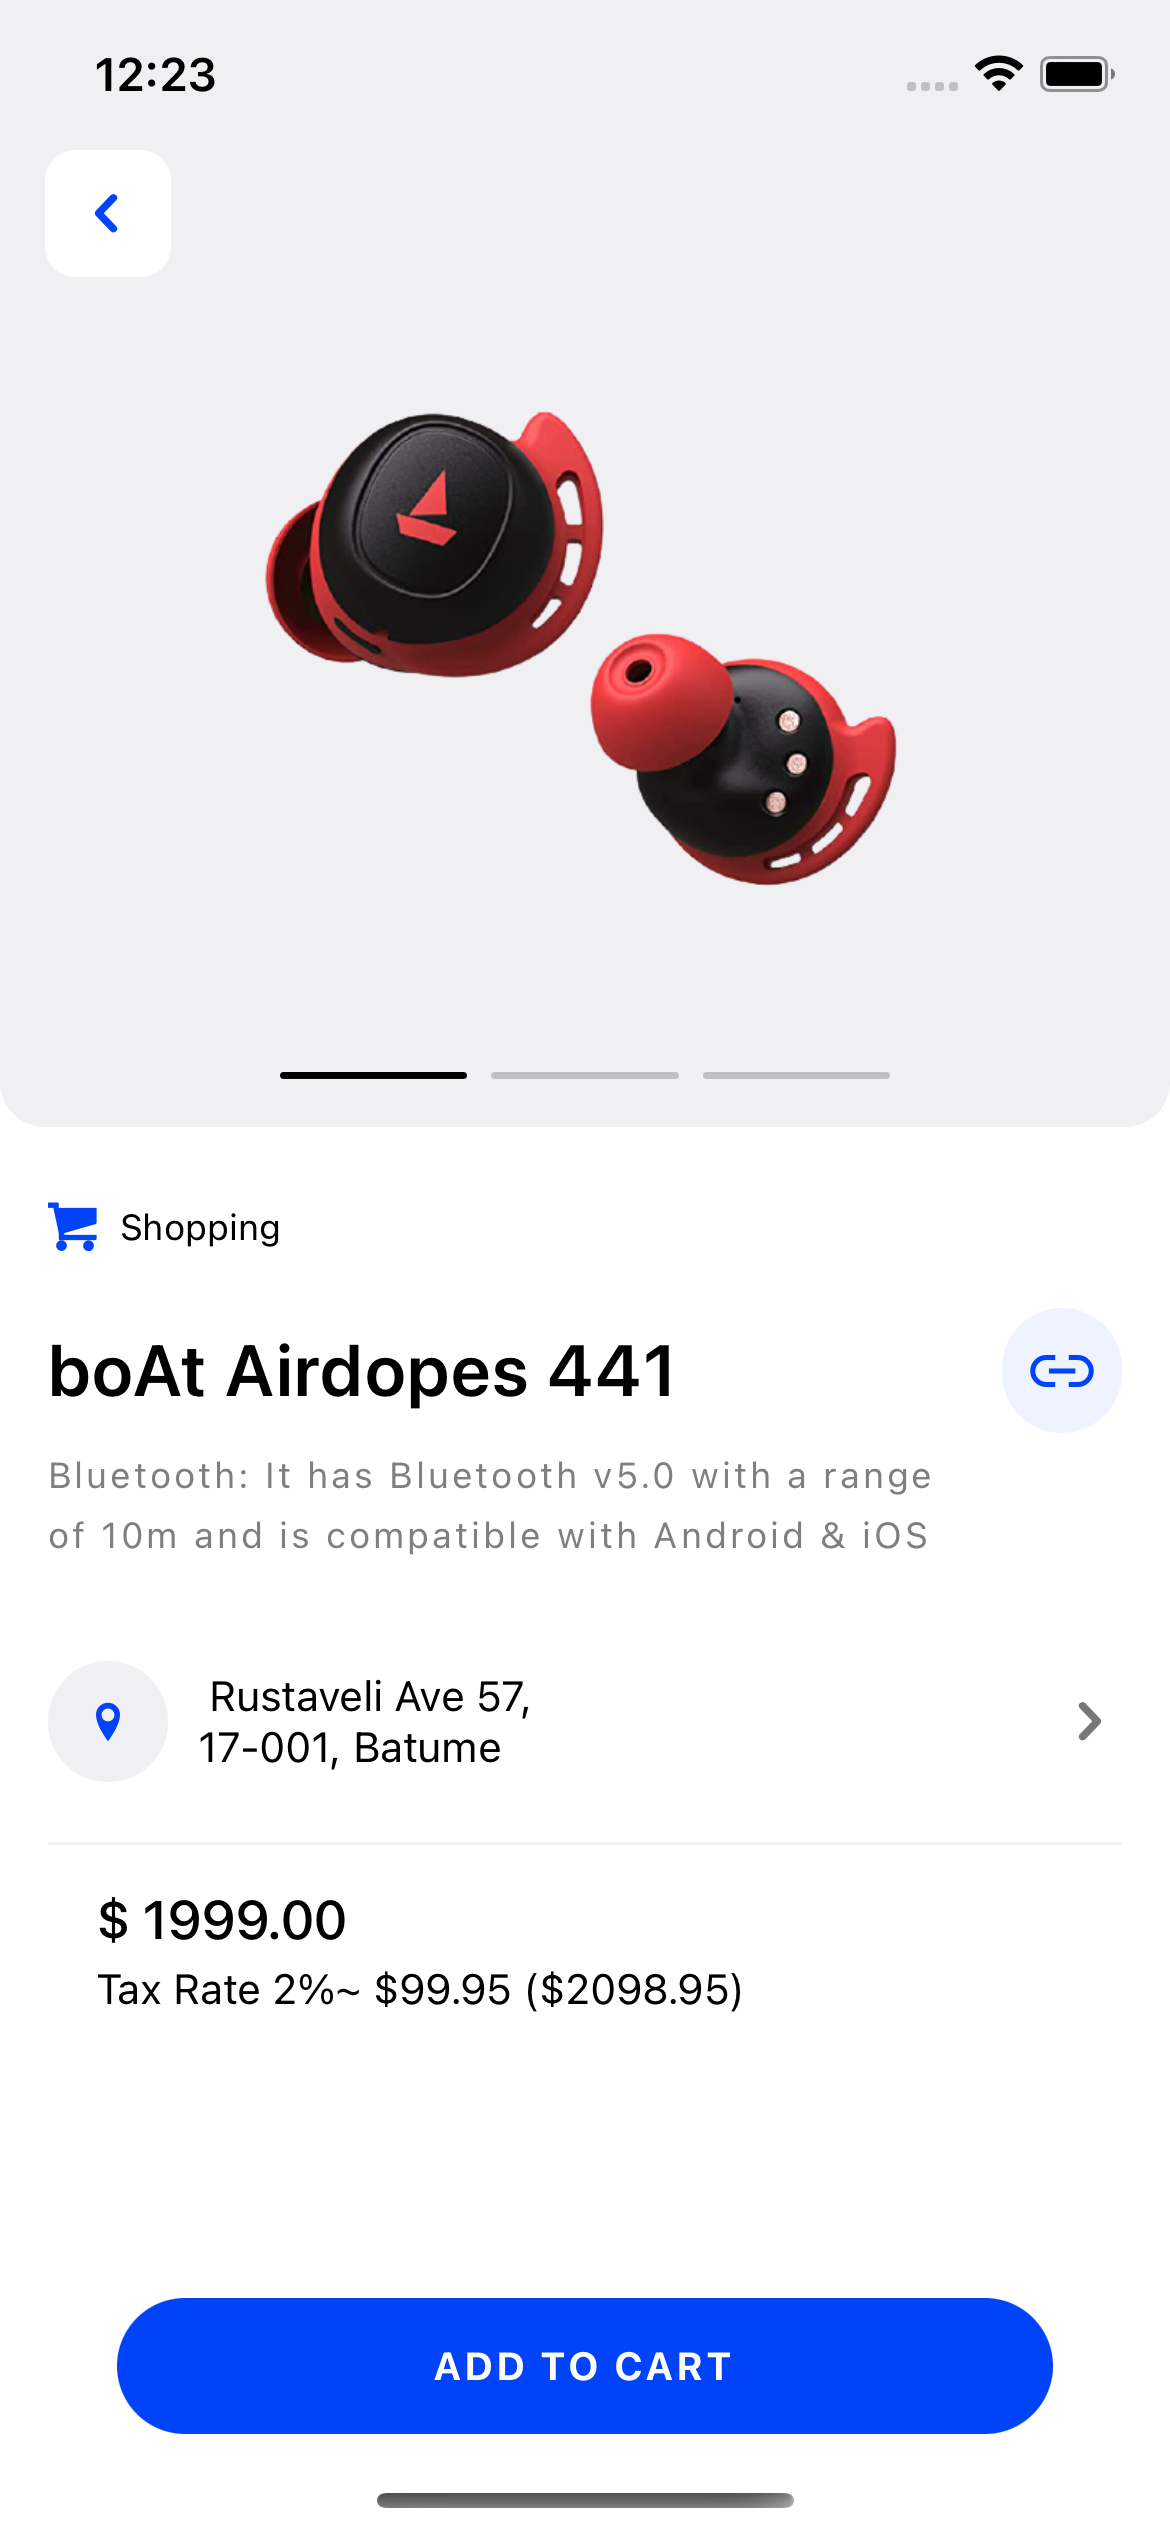 12:23
Shopping
boAt Airdopes 441
Bluetooth: It has Bluetooth v5.0 with a range
of 10m and is compatible with Android & iOS
Rustaveli Ave 57,
17-001, Batume
$ 1999.00
Tax Rate 2%~ $99.95 ($2098.95)
ADD TO CART